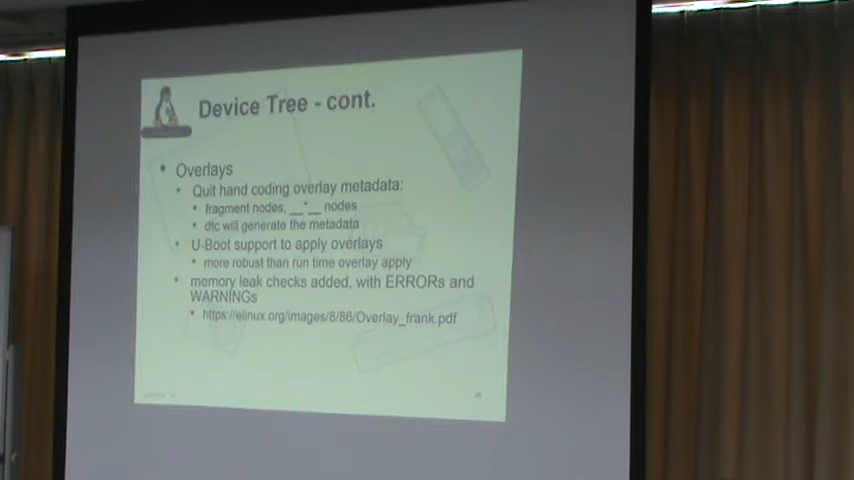 Device Tree - cont.
• Overlays
• Quit hand coding overlay metadata:
• fragment nodes, __*__ nodes
• dtc will generate the metadata
• U-Boot support to apply overlays
• more robust than run time overlay apply
• memory leak checks added, with ERRORs and
WARNINGs
• https://elinux.org/images/8/86/Overlay_frank.pdf